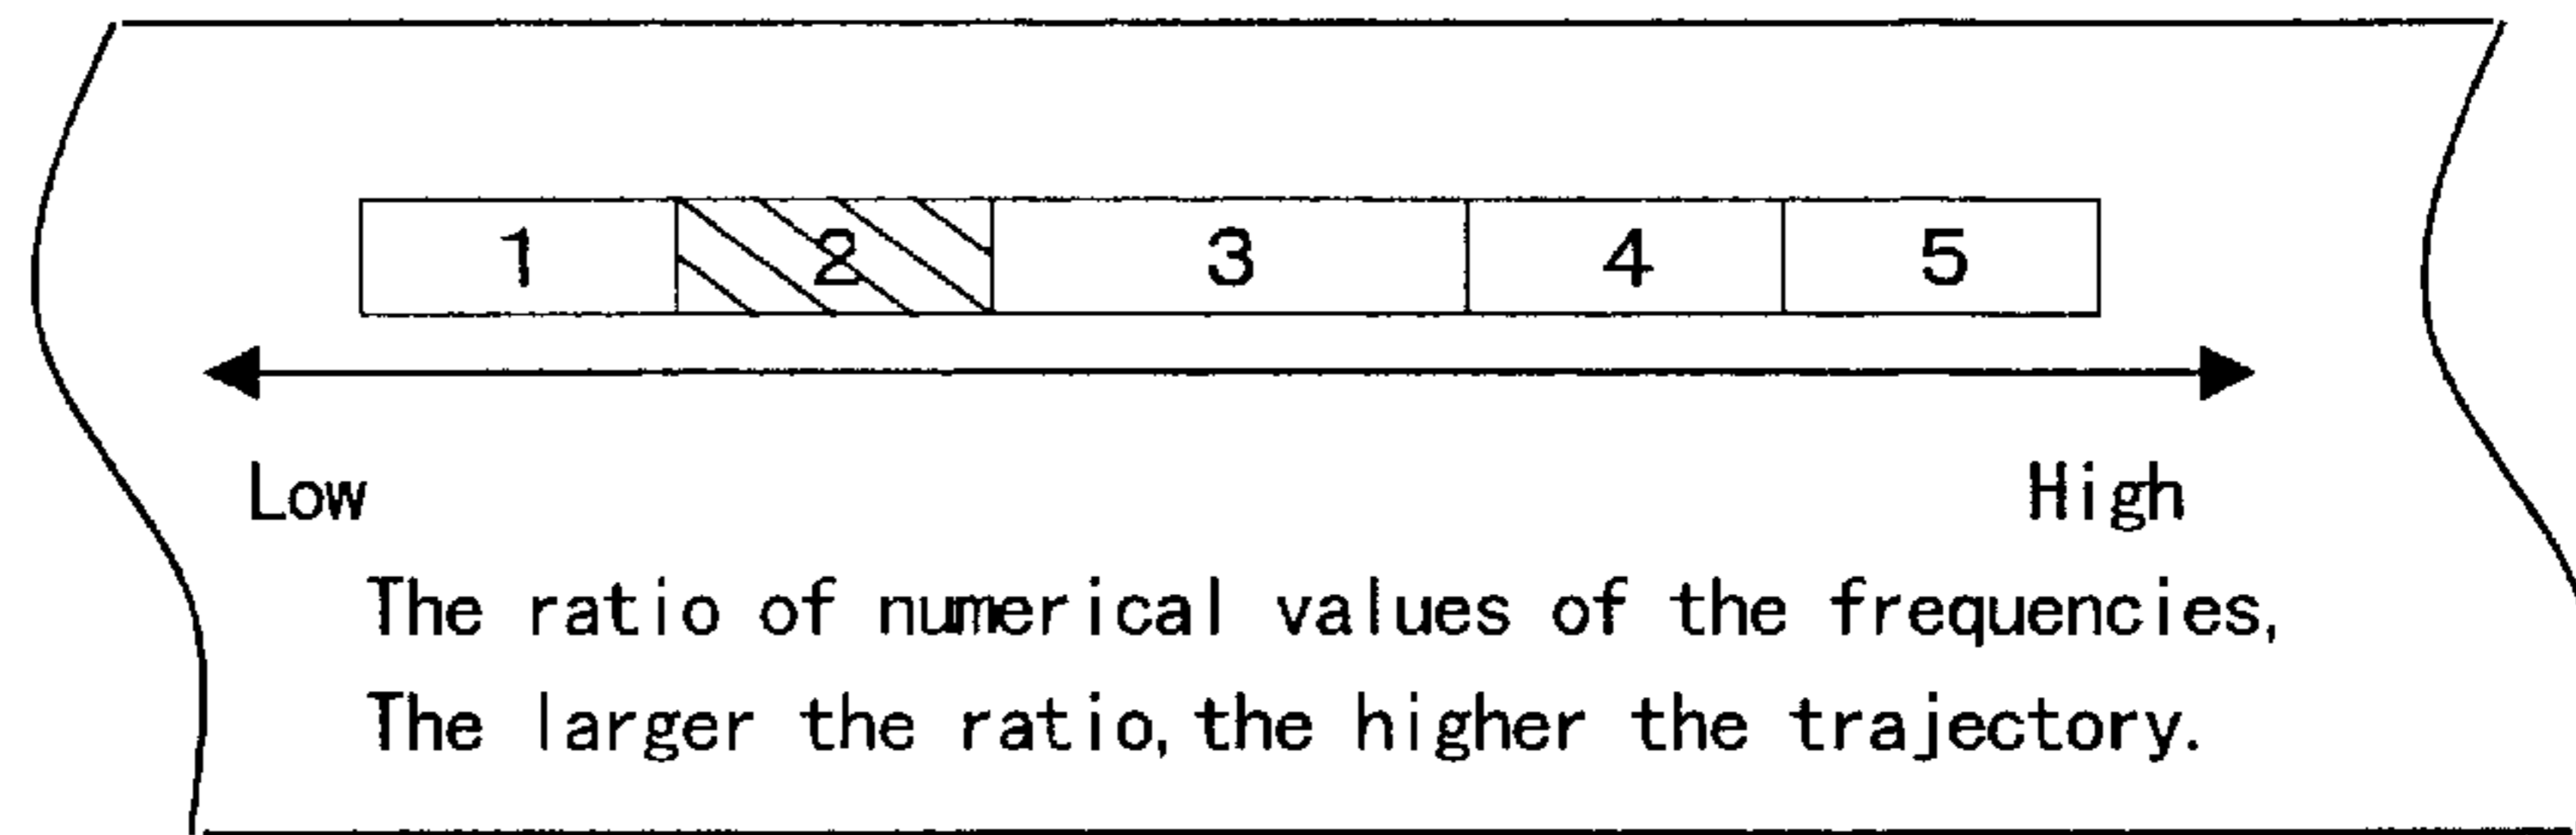 1 2 3 4 5
Low High
The ratio of numerical values of the frequencies,
The larger the ratio, the higher the trajectory.